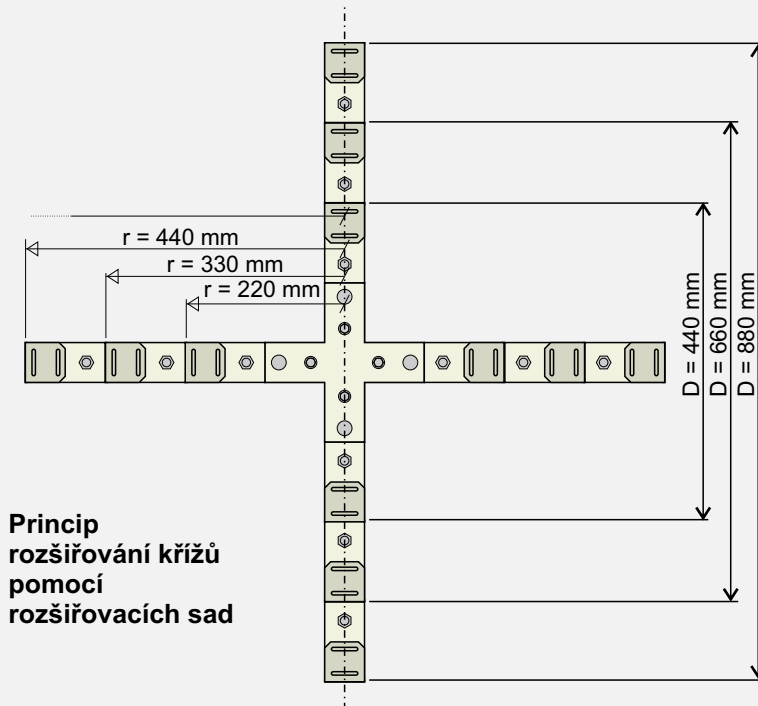 r = 440 mm
r = 330 mm
r = 220 mm
D = 440 mm
D = 660 mm
D = 880 mm
Princip
rozšiřování křížů
pomocí
rozšiřovacích sad